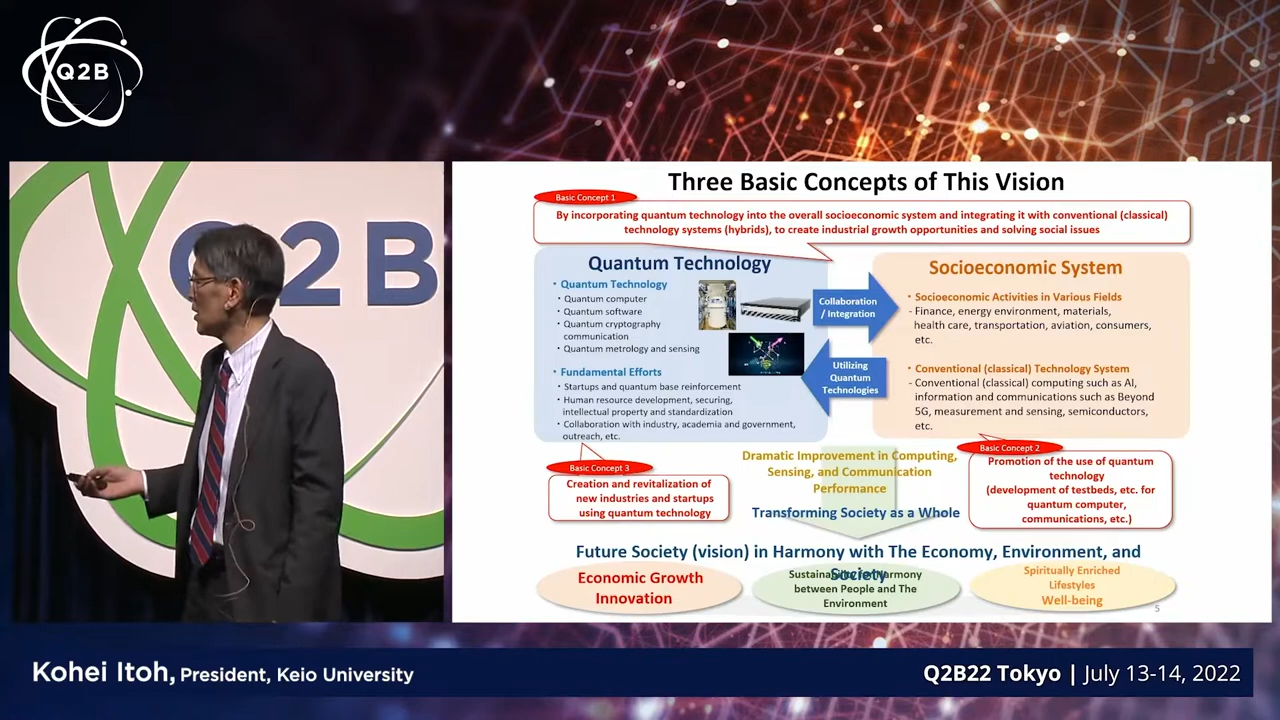 Q2B
Q2B
Three Basic Concepts of This Vision
Basic Concept 1
By incorporating quantum technology into the overall socioeconomic system and integrating it with conventional (classical)
technology systems (hybrids), to create industrial growth opportunities and solving social issues
Quantum Technology
• Quantum Technology
• Quantum computer
• Quantum software
• Quantum cryptography
communication
• Quantum metrology and sensing
• Fundamental Efforts
• Startups and quantum base reinforcement
• Human resource development, securing,
intellectual property and standardization
• Collaboration with industry, academia and government,
outreach, etc.
Collaboration
/ Integration
Utilizing
Quantum
Technologies
Socioeconomic System
• Socioeconomic Activities in Various Fields
- Finance, energy environment, materials,
health care, transportation, aviation, consumers,
etc.
• Conventional (classical) Technology System
- Conventional (classical) computing such as AI,
information and communications such as Beyond
5G, measurement and sensing, semiconductors,
etc.
Basic Concept 3
Creation and revitalization of
new industries and startups
using quantum technology
Dramatic Improvement in Computing,
Sensing, and Communication
Performance
Transforming Society as a Whole
Basic Concept 2
Promotion of the use of quantum
technology
(development of testbeds, etc. for
quantum computer,
communications, etc.)
Future Society (vision) in Harmony with The Economy, Environment, and
Society
Economic Growth
Innovation
Harmony
between People and The
Environment
Spiritually Enriched
Lifestyles
Well-being
5
Kohei Itoh, President, Keio University
Q2B22 Tokyo | July 13-14, 2022